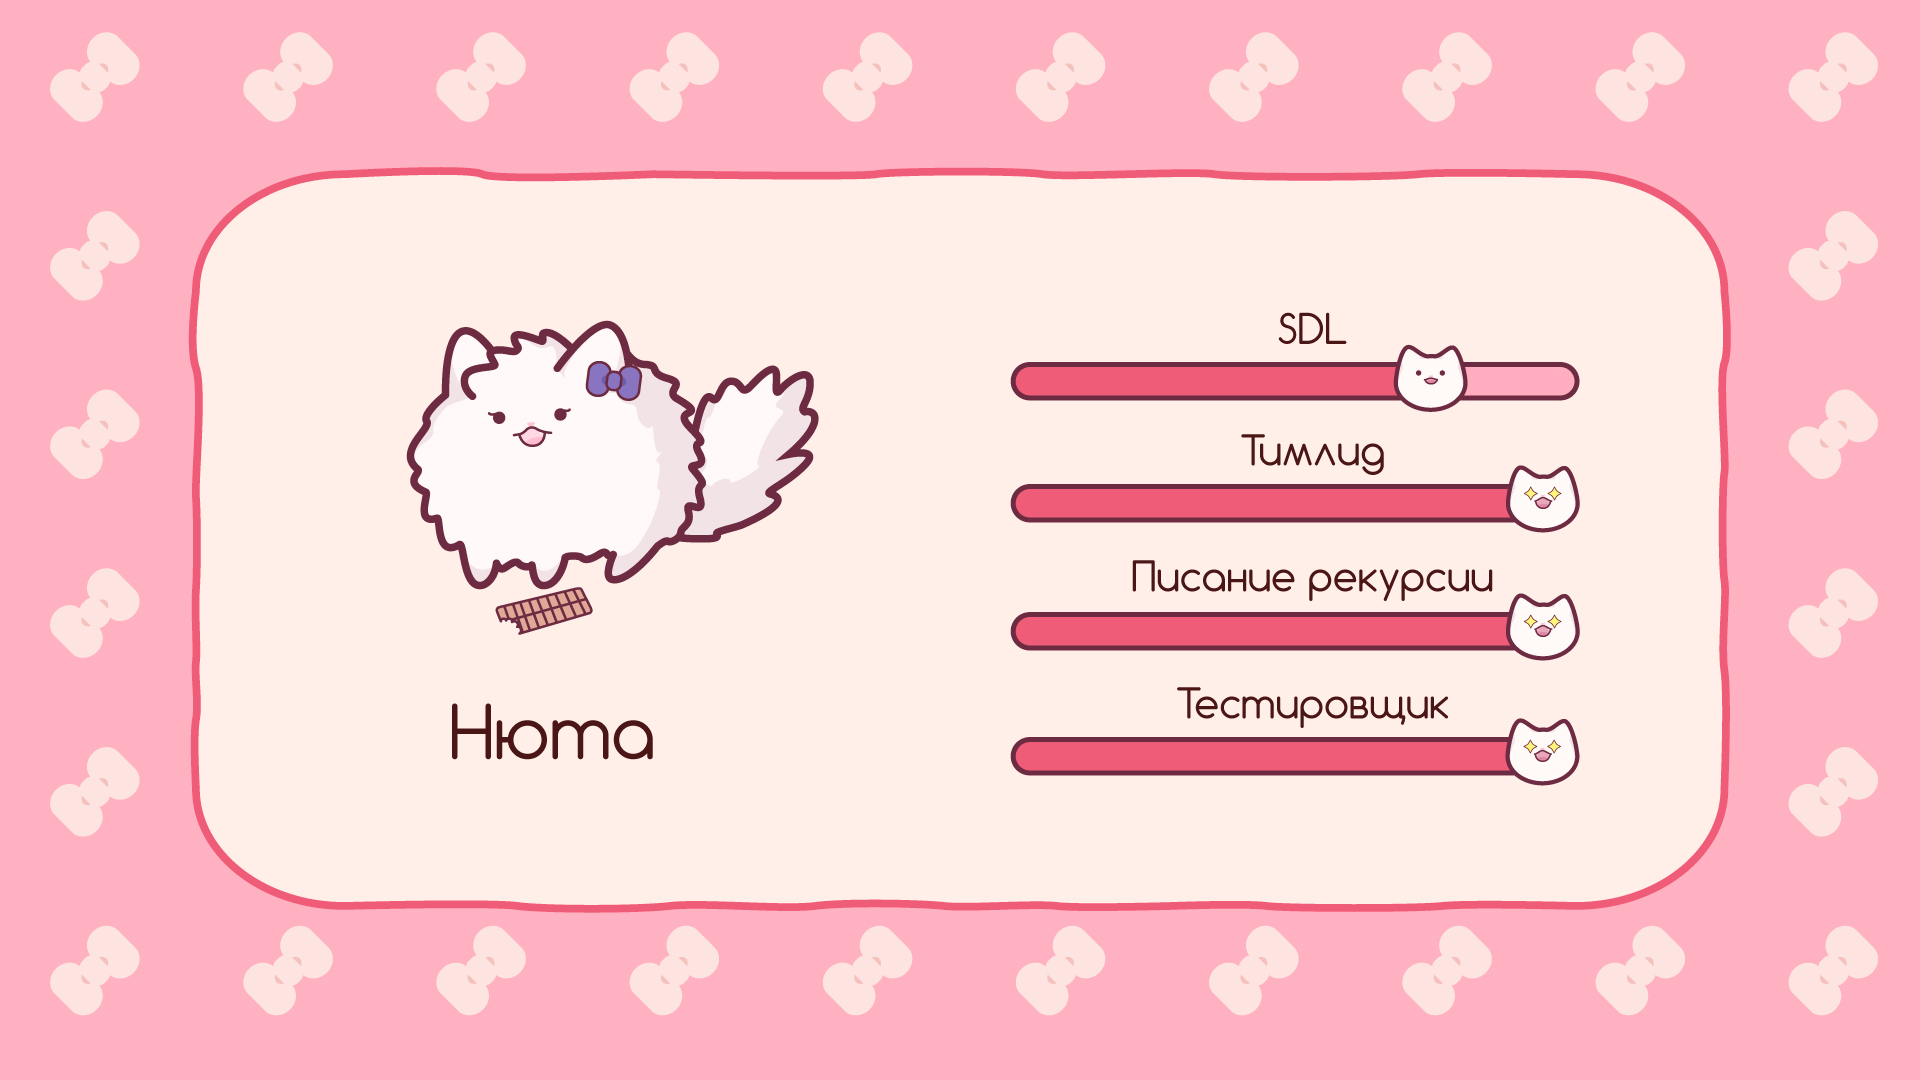 SDL
Тимлид
Писание рекурсии
Тестировщик
Нюта